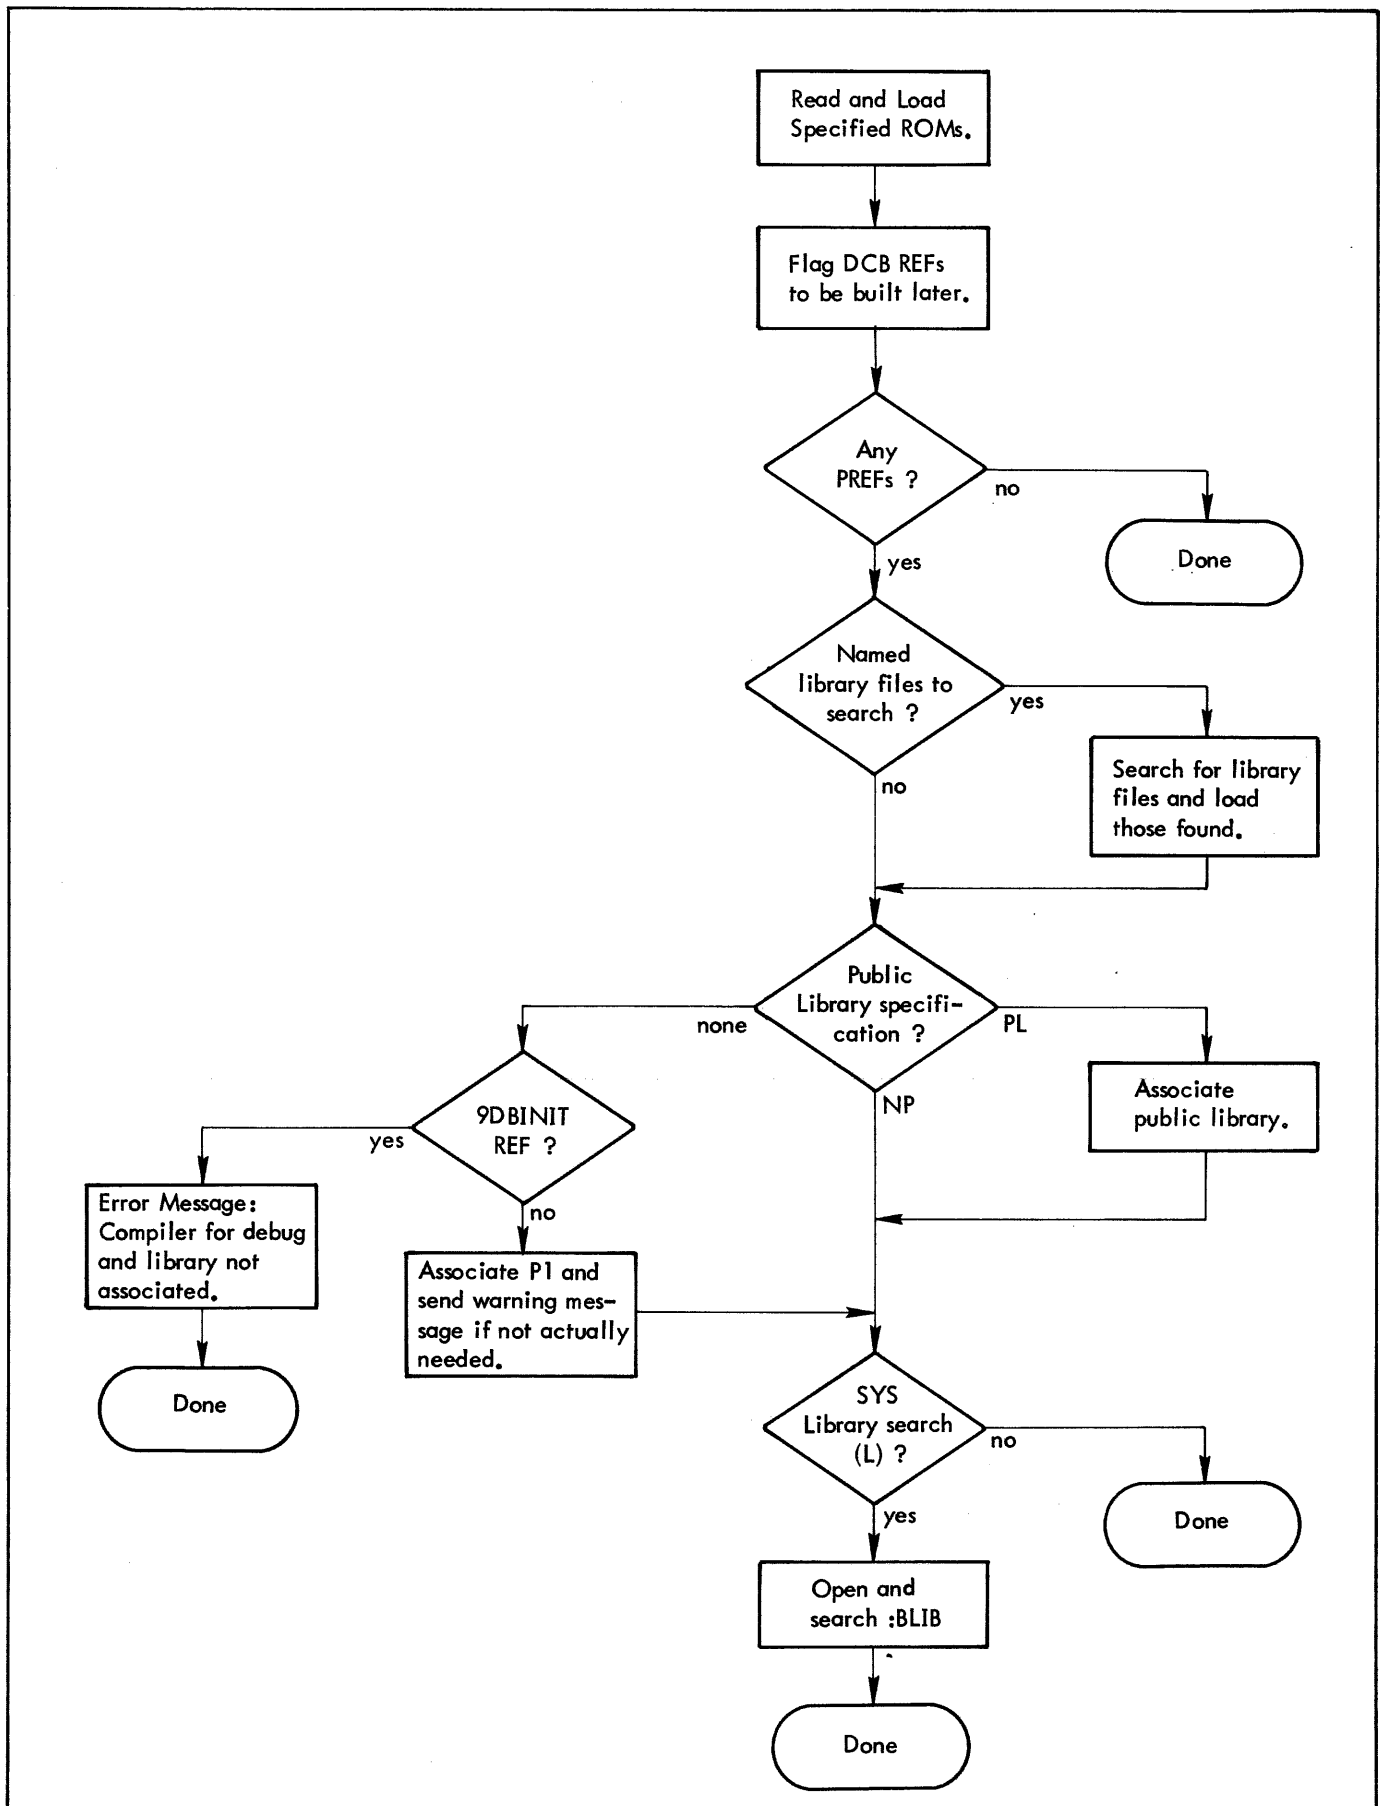 Read and Load
Specified ROMs.
Flag DCB REFs
to be built later.
Any
PREFs ?
no
Done
yes
Named
library files to
search ?
yes
Search for library
files and load
those found.
no
Public
Library specifi-
cation ?
none
PL
NP
Associate
public library.
9DBINIT
REF ?
yes
no
Error Message:
Compiler for debug
and library not
associated.
Associate P1 and
send warning mes-
sage if not actually
needed.
Done
SYS
Library search
(L) ?
no
Done
yes
Open and
search :BLIB
Done